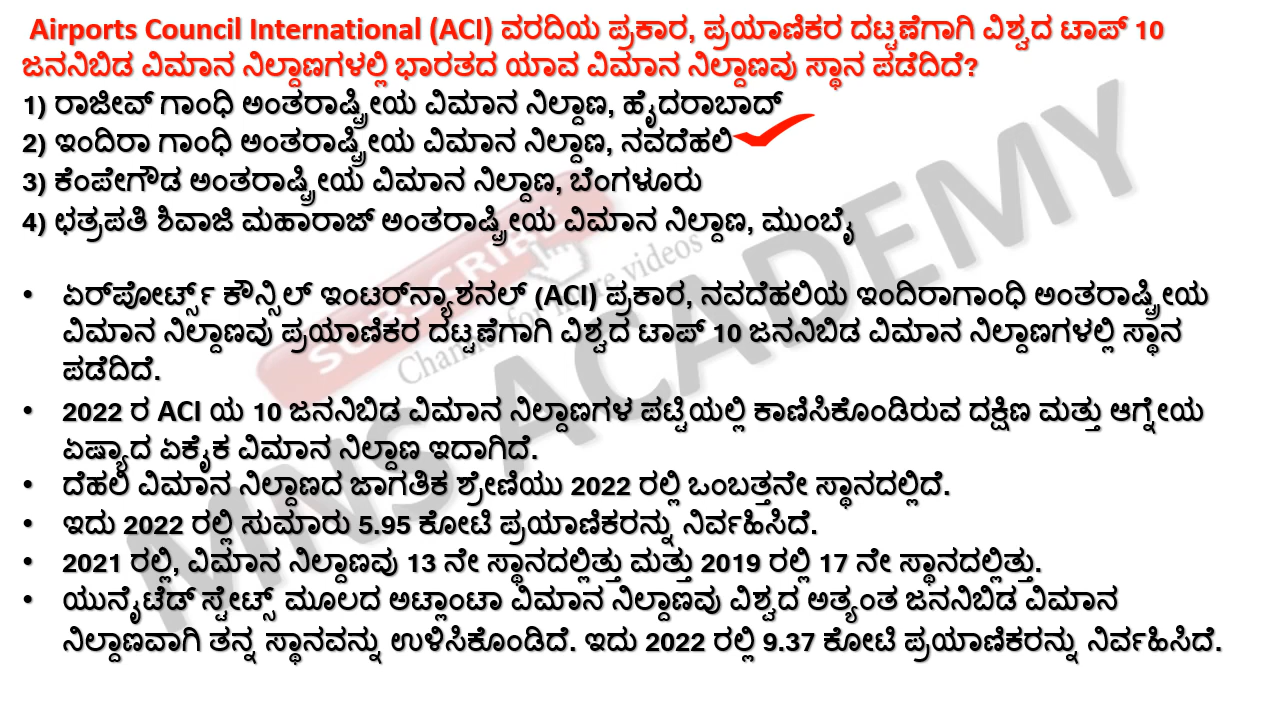 Airports Council International (ACI) ವರದಿಯ ಪ್ರಕಾರ, ಪ್ರಯಾಣಿಕರ ದಟ್ಟಣೆಗಾಗಿ ವಿಶ್ವದ ಟಾಪ್ 10
ಜನನಿಬಿಡ ವಿಮಾನ ನಿಲ್ದಾಣಗಳಲ್ಲಿ ಭಾರತದ ಯಾವ ವಿಮಾನ ನಿಲ್ದಾಣವು ಸ್ಥಾನ ಪಡೆದಿದೆ?
1) ರಾಜೀವ್ ಗಾಂಧಿ ಅಂತರಾಷ್ಟ್ರೀಯ ವಿಮಾನ ನಿಲ್ದಾಣ, ಹೈದರಾಬಾದ್
2) ಇಂದಿರಾ ಗಾಂಧಿ ಅಂತರಾಷ್ಟ್ರೀಯ ವಿಮಾನ ನಿಲ್ದಾಣ, ನವದೆಹಲಿ
3) ಕೆಂಪೇಗೌಡ ಅಂತರಾಷ್ಟ್ರೀಯ ವಿಮಾನ ನಿಲ್ದಾಣ, ಬೆಂಗಳೂರು
4) ಛತ್ರಪತಿ ಶಿವಾಜಿ ಮಹಾರಾಜ್ ಅಂತರಾಷ್ಟ್ರೀಯ ವಿಮಾನ ನಿಲ್ದಾಣ, ಮುಂಬೈ
• ಏರ್‌ಪೋರ್ಟ್ಸ್ ಕೌನ್ಸಿಲ್ ಇಂಟರ್‌ನ್ಯಾಶನಲ್ (ACI) ಪ್ರಕಾರ, ನವದೆಹಲಿಯ ಇಂದಿರಾಗಾಂಧಿ ಅಂತರಾಷ್ಟ್ರೀಯ
ವಿಮಾನ ನಿಲ್ದಾಣವು ಪ್ರಯಾಣಿಕರ ದಟ್ಟಣೆಗಾಗಿ ವಿಶ್ವದ ಟಾಪ್ 10 ಜನನಿಬಿಡ ವಿಮಾನ ನಿಲ್ದಾಣಗಳಲ್ಲಿ ಸ್ಥಾನ
ಪಡೆದಿದೆ.
• 2022 ರ ACI ಯ 10 ಜನನಿಬಿಡ ವಿಮಾನ ನಿಲ್ದಾಣಗಳ ಪಟ್ಟಿಯಲ್ಲಿ ಕಾಣಿಸಿಕೊಂಡಿರುವ ದಕ್ಷಿಣ ಮತ್ತು ಆಗ್ನೇಯ
ಏಷ್ಯಾದ ಏಕೈಕ ವಿಮಾನ ನಿಲ್ದಾಣ ಇದಾಗಿದೆ.
• ದೆಹಲಿ ವಿಮಾನ ನಿಲ್ದಾಣದ ಜಾಗತಿಕ ಶ್ರೇಣಿಯು 2022 ರಲ್ಲಿ ಒಂಬತ್ತನೇ ಸ್ಥಾನದಲ್ಲಿದೆ.
• ಇದು 2022 ರಲ್ಲಿ ಸುಮಾರು 5.95 ಕೋಟಿ ಪ್ರಯಾಣಿಕರನ್ನು ನಿರ್ವಹಿಸಿದೆ.
• 2021 ರಲ್ಲಿ, ವಿಮಾನ ನಿಲ್ದಾಣವು 13 ನೇ ಸ್ಥಾನದಲ್ಲಿತ್ತು ಮತ್ತು 2019 ರಲ್ಲಿ 17 ನೇ ಸ್ಥಾನದಲ್ಲಿತ್ತು.
• ಯುನೈಟೆಡ್ ಸ್ಟೇಟ್ಸ್ ಮೂಲದ ಅಟ್ಲಾಂಟಾ ವಿಮಾನ ನಿಲ್ದಾಣವು ವಿಶ್ವದ ಅತ್ಯಂತ ಜನನಿಬಿಡ ವಿಮಾನ
ನಿಲ್ದಾಣವಾಗಿ ತನ್ನ ಸ್ಥಾನವನ್ನು ಉಳಿಸಿಕೊಂಡಿದೆ. ಇದು 2022 ರಲ್ಲಿ 9.37 ಕೋಟಿ ಪ್ರಯಾಣಿಕರನ್ನು ನಿರ್ವಹಿಸಿದೆ.
SUBSCRIBE
Channel for more videos
MNS ACADEMY